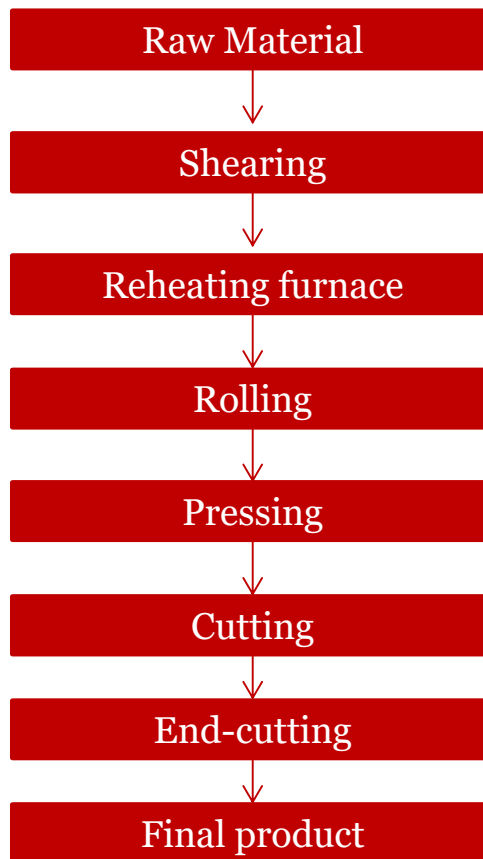 Raw Material
Shearing
Reheating furnace
Rolling
Pressing
Cutting
End-cutting
Final product